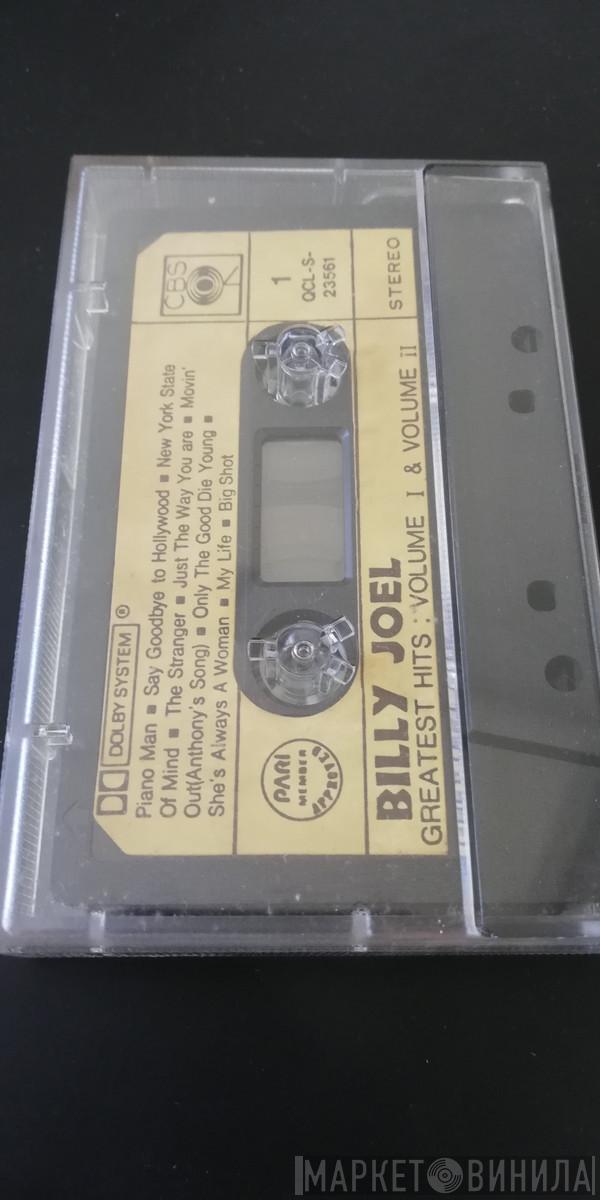 DOLBY SYSTEM ®
Piano Man ■ Say Goodbye to Hollywood ■ New York State
Of Mind ■ The Stranger ■ Just The Way You are ■ Movin'
Out(Anthony's Song) ■ Only The Good Die Young ■
She's Always A Woman ■ My Life ■ Big Shot
CBS
1
QCL-S-
23561
STEREO
PARI
MEMBER
APPROVED
BILLY JOEL
GREATEST HITS : VOLUME I & VOLUME II
МАРКЕТ ВИНИЛА